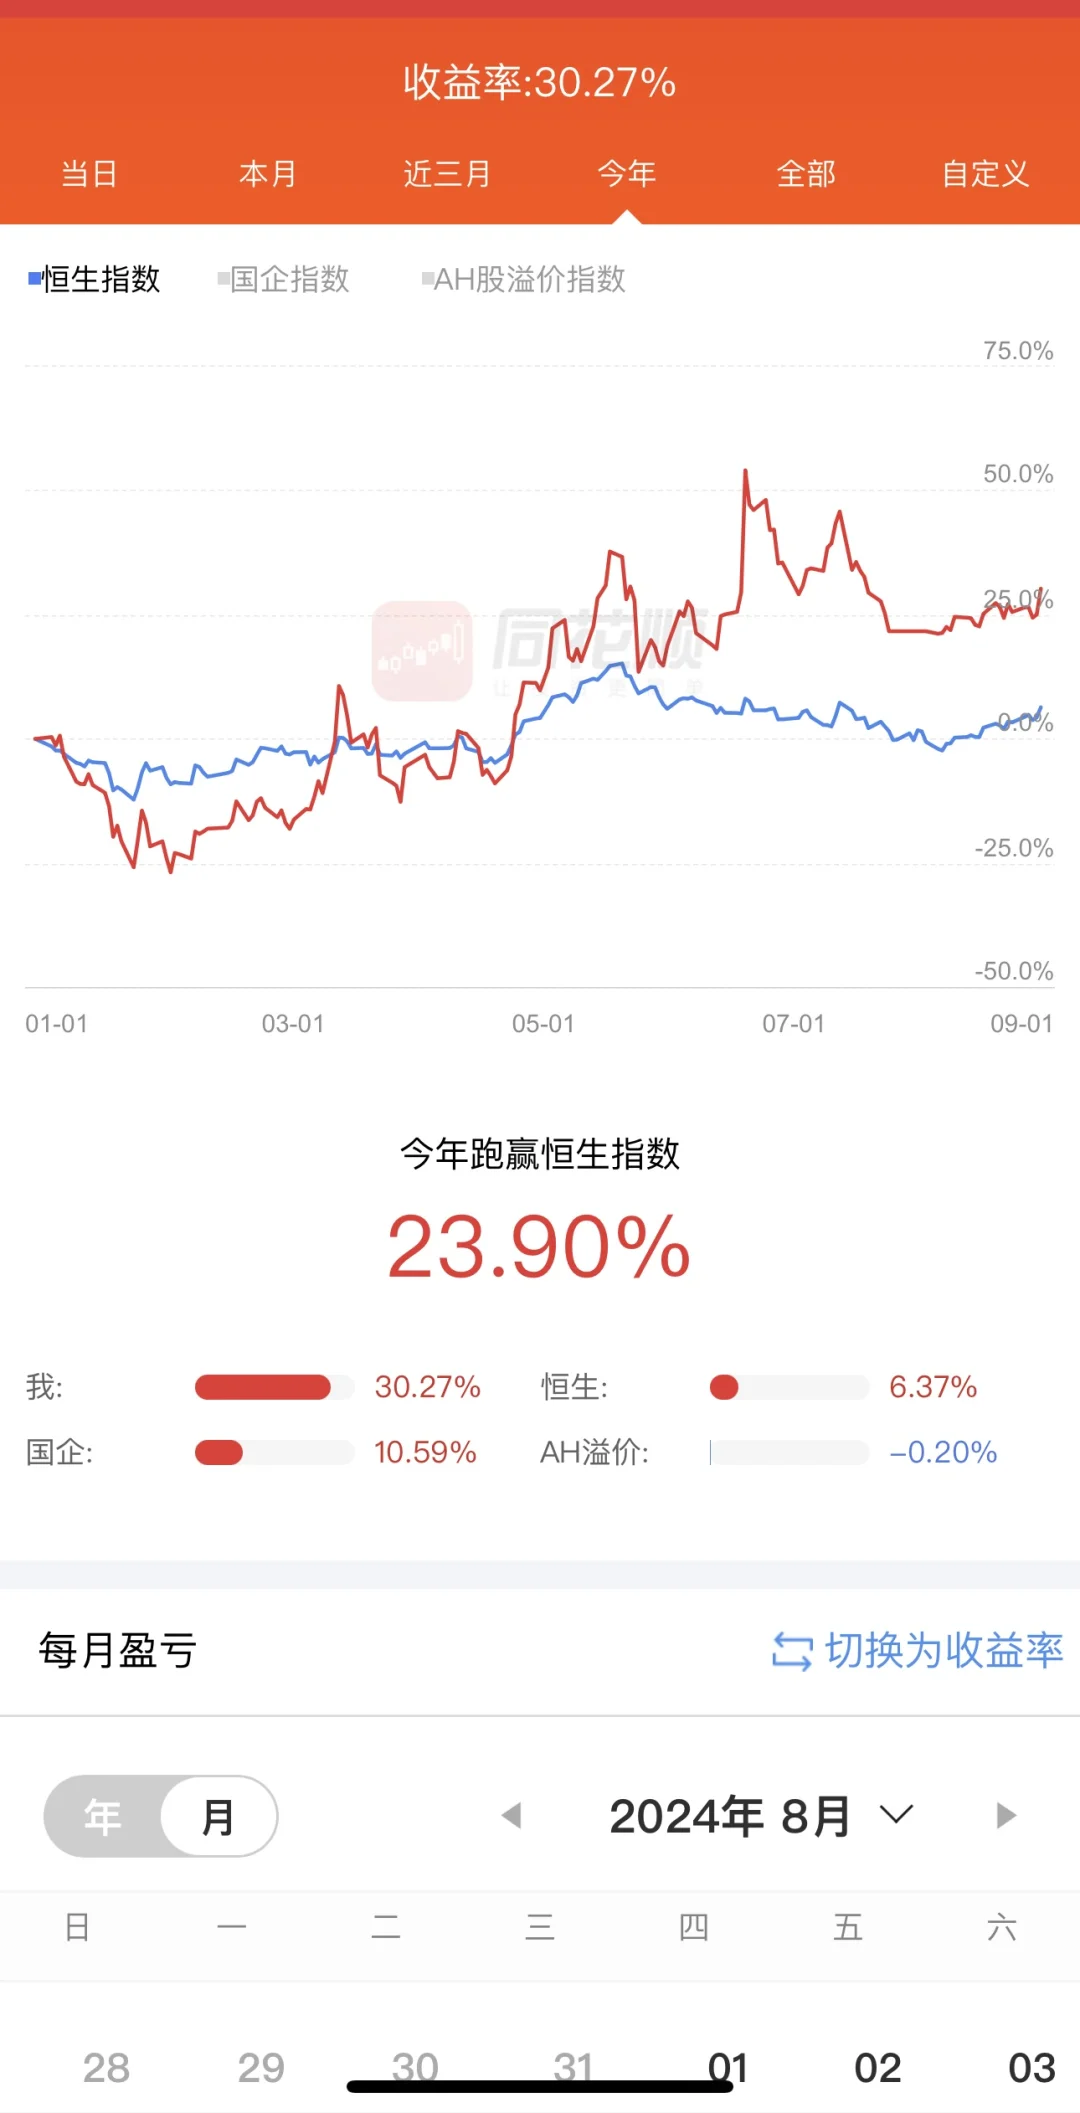 收益率:30.27%
当日 本月 近三月 今年 全部 自定义
恒生指数 国企指数 AH股溢价指数
75.0%
50.0%
25.0%
同花顺
0.0%
-25.0%
-50.0%
01-01 03-01 05-01 07-01 09-01
今年跑赢恒生指数
23.90%
我: 30.27% 恒生: 6.37%
国企: 10.59% AH溢价: -0.20%
每月盈亏 切换为收益率
年 月 2024年 8月
日 一 二 三 四 五 六
28 29 30 31 01 02 03